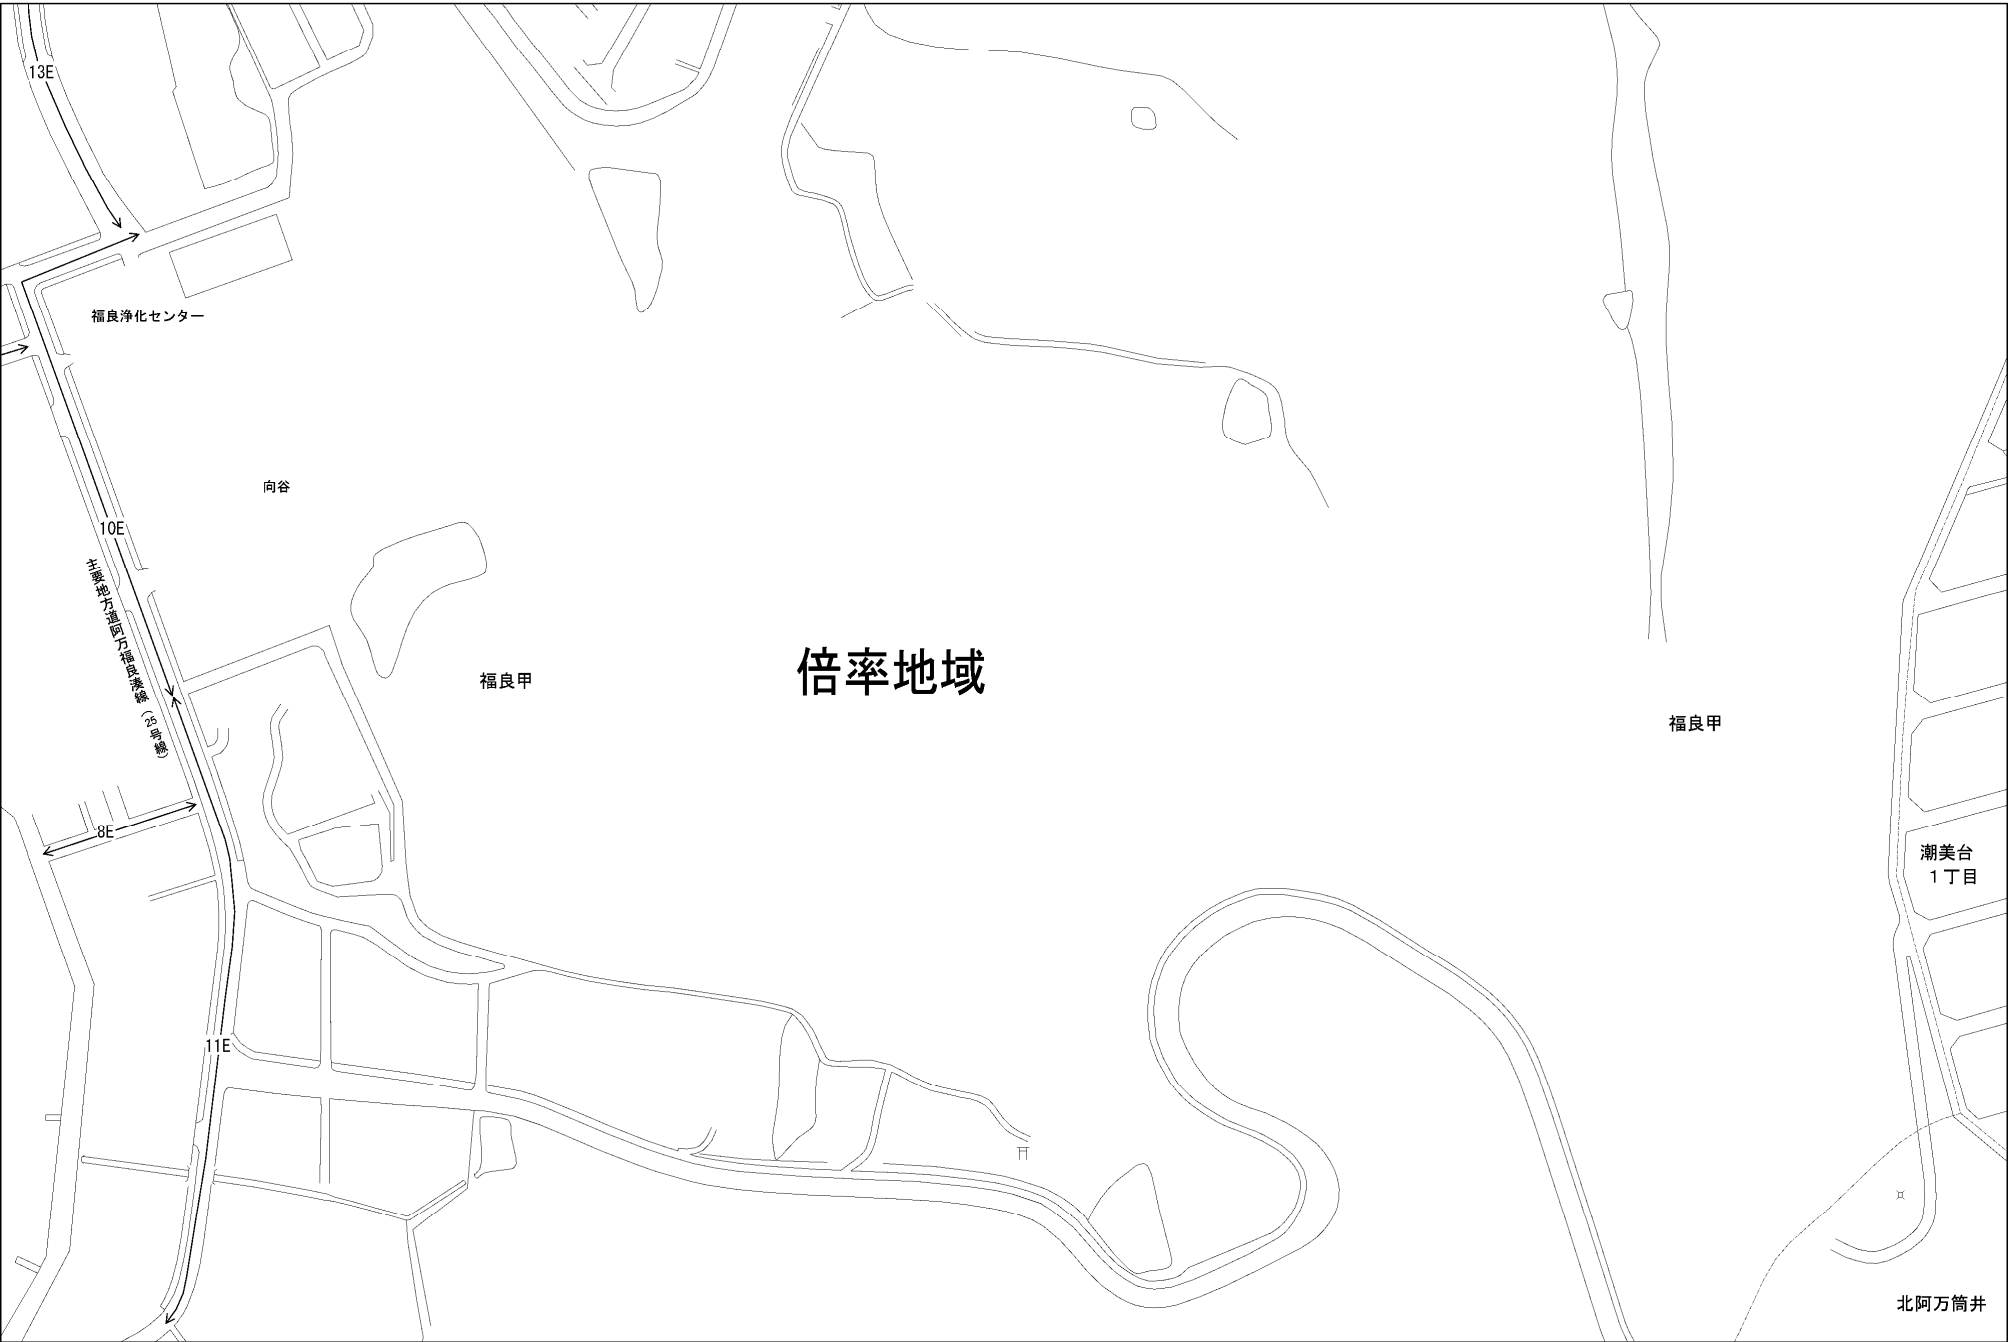 13E
福良浄化センター
向谷
10E
主要地方道阿万福良湊線（25号線）
福良甲
倍率地域
福良甲
8E
潮美台
１丁目
11E
北阿万筒井